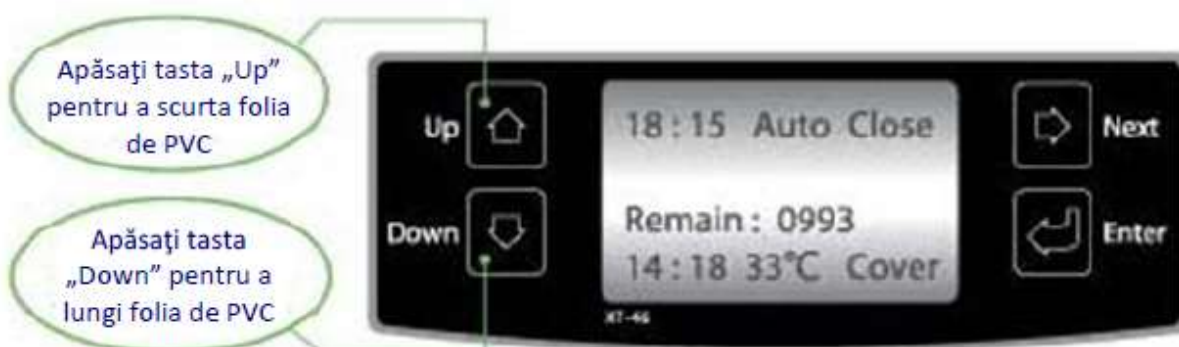 Apăsaţi tasta „Up”
pentru a scurta folia
de PVC
Up
18:15 Auto Close
Next
Apăsaţi tasta
„Down” pentru a
lungi folia de PVC
Down
Remain: 0993
14:18 33°C Cover
Enter
XT-46